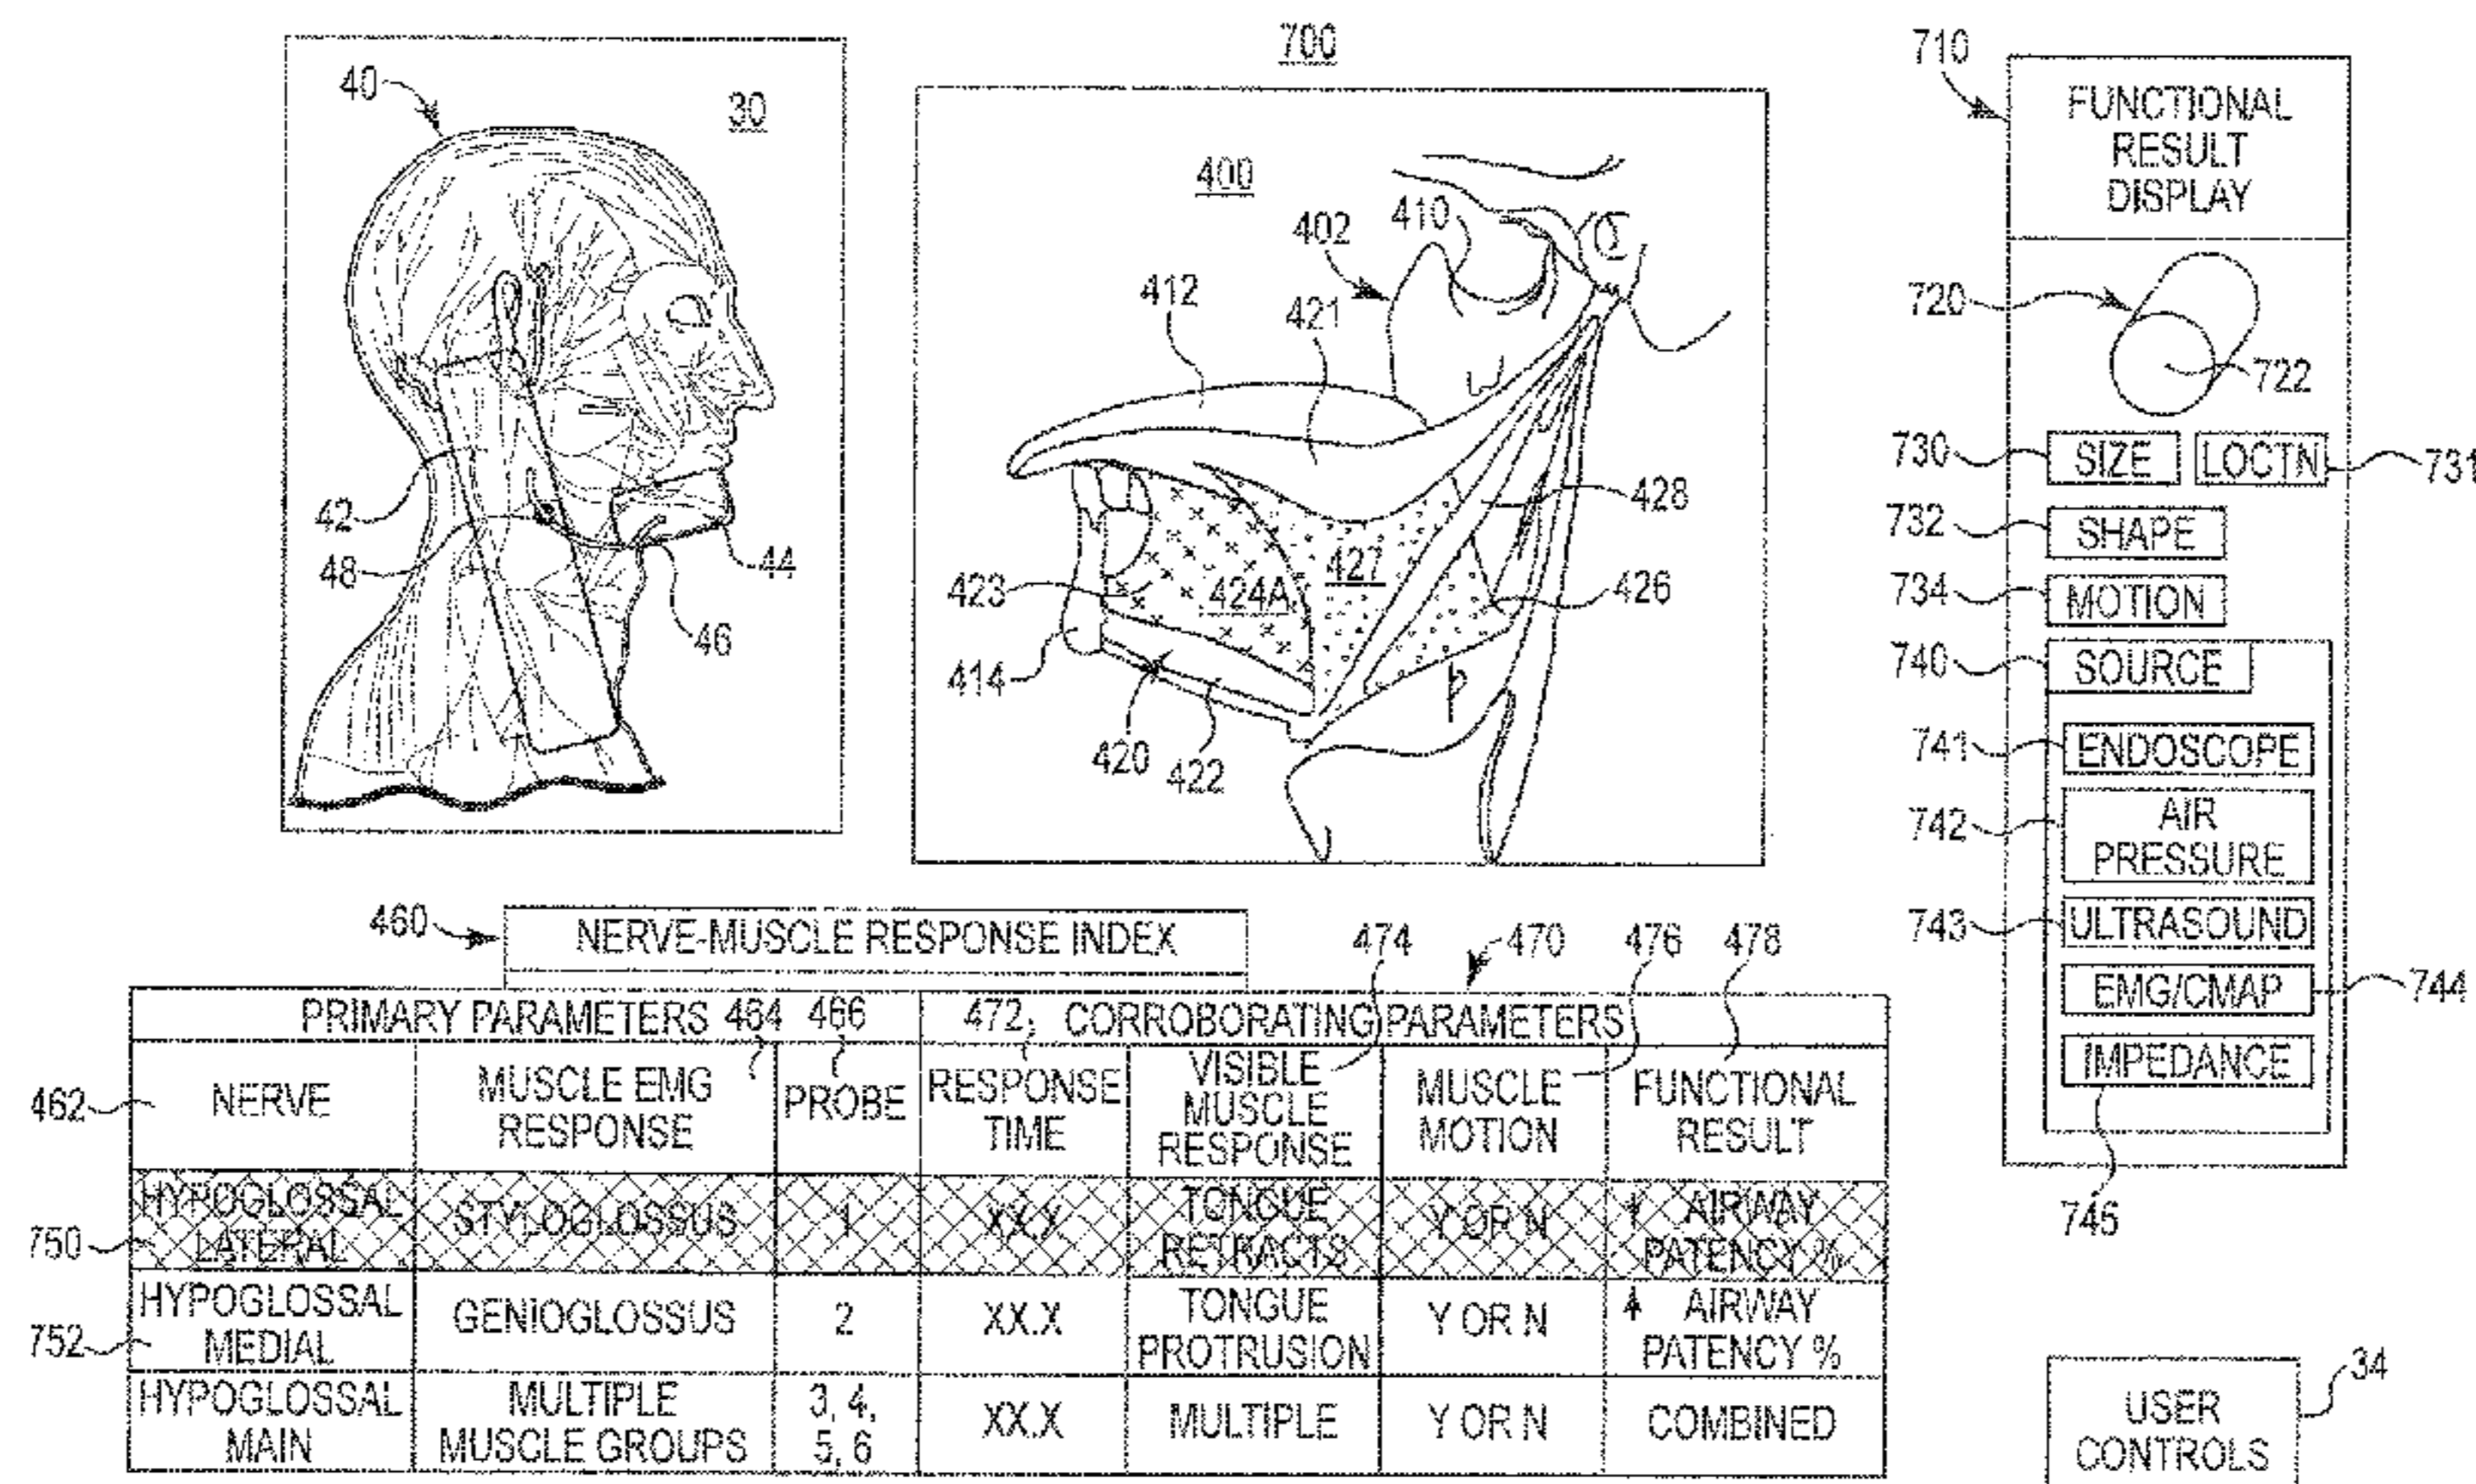 700
40
30
42
48
44
46
400
402
410
412
421
428
423
424A
427
426
414
420
422
710
FUNCTIONAL
RESULT
DISPLAY
720
722
730
SIZE
LOCTN
731
732
SHAPE
734
MOTION
740
SOURCE
741
ENDOSCOPE
742
AIR
PRESSURE
743
ULTRASOUND
EMG/CMAP
744
IMPEDANCE
746
460
NERVE-MUSCLE RESPONSE INDEX
474
470
476
478
PRIMARY PARAMETERS
464
466
472
CORROBORATING PARAMETERS
462
NERVE
MUSCLE EMG
RESPONSE
PROBE
RESPONSE
TIME
VISIBLE
MUSCLE
RESPONSE
MUSCLE
MOTION
FUNCTIONAL
RESULT
750
HYPOGLOSSAL
LATERAL
STYLOGLOSSUS
1
XX.X
TONGUE
RETRACTS
Y OR N
AIRWAY
PATENCY %
752
HYPOGLOSSAL
MEDIAL
GENIOGLOSSUS
2
XX.X
TONGUE
PROTRUSION
Y OR N
AIRWAY
PATENCY %
HYPOGLOSSAL
MAIN
MULTIPLE
MUSCLE GROUPS
3, 4,
5, 6
XX.X
MULTIPLE
Y OR N
COMBINED
34
USER
CONTROLS